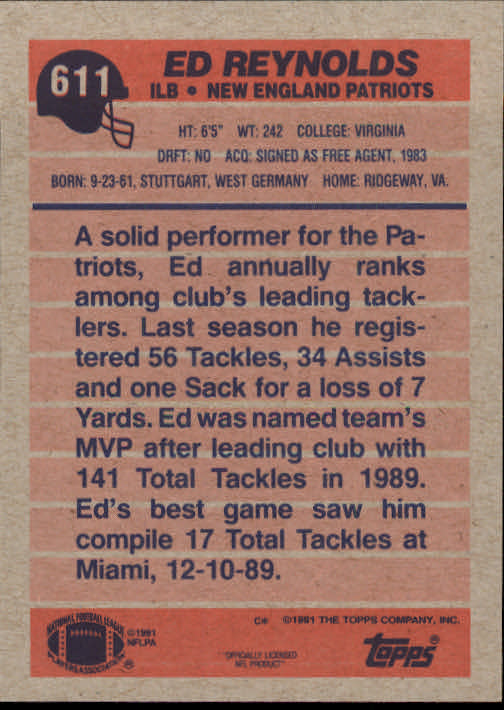 611
ED REYNOLDS
ILB • NEW ENGLAND PATRIOTS
HT: 6'5" WT: 242 COLLEGE: VIRGINIA
DRFT: NO ACQ: SIGNED AS FREE AGENT, 1983
BORN: 9-23-61, STUTTGART, WEST GERMANY HOME: RIDGEWAY, VA.
A solid performer for the Pa-
triots, Ed annually ranks
among club's leading tack-
lers. Last season he regis-
tered 56 Tackles, 34 Assists
and one Sack for a loss of 7
Yards. Ed was named team's
MVP after leading club with
141 Total Tackles in 1989.
Ed's best game saw him
compile 17 Total Tackles at
Miami, 12-10-89.
NATIONAL FOOTBALL LEAGUE
PLAYERS ASSOCIATION ®
©1991
NFLPA
C* ©1991 THE TOPPS COMPANY, INC.
"OFFICIALLY LICENSED
NFL PRODUCT"
topps®